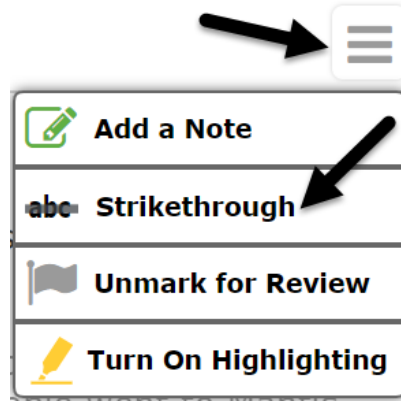 Add a Note
abc Strikethrough
Unmark for Review
Turn On Highlighting